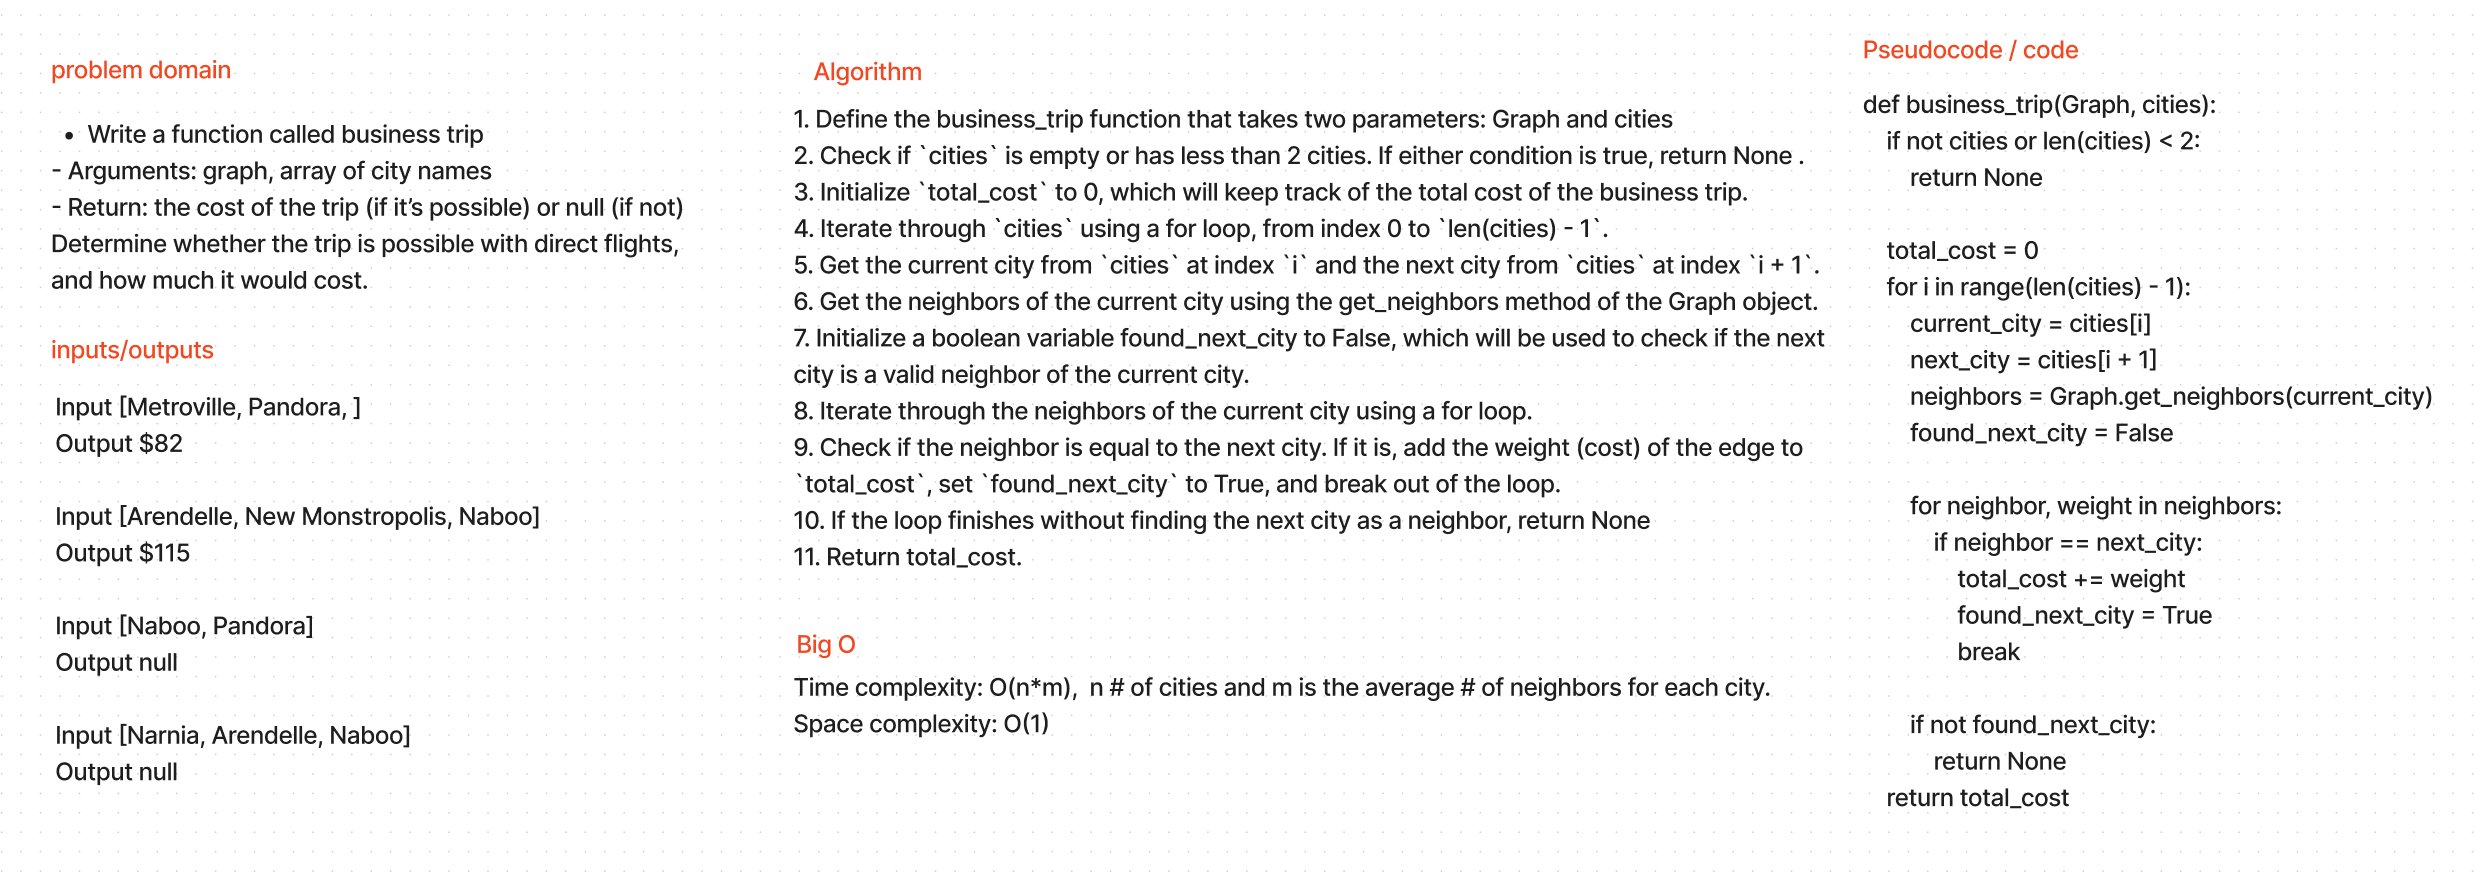 problem domain
• Write a function called business trip
- Arguments: graph, array of city names
- Return: the cost of the trip (if it’s possible) or null (if not)
Determine whether the trip is possible with direct flights,
and how much it would cost.
inputs/outputs
Input [Metroville, Pandora, ]
Output $82
Input [Arendelle, New Monstropolis, Naboo]
Output $115
Input [Naboo, Pandora]
Output null
Input [Narnia, Arendelle, Naboo]
Output null
Algorithm
1. Define the business_trip function that takes two parameters: Graph and cities
2. Check if `cities` is empty or has less than 2 cities. If either condition is true, return None .
3. Initialize `total_cost` to 0, which will keep track of the total cost of the business trip.
4. Iterate through `cities` using a for loop, from index 0 to `len(cities) - 1`.
5. Get the current city from `cities` at index `i` and the next city from `cities` at index `i + 1`.
6. Get the neighbors of the current city using the get_neighbors method of the Graph object.
7. Initialize a boolean variable found_next_city to False, which will be used to check if the next
city is a valid neighbor of the current city.
8. Iterate through the neighbors of the current city using a for loop.
9. Check if the neighbor is equal to the next city. If it is, add the weight (cost) of the edge to
`total_cost`, set `found_next_city` to True, and break out of the loop.
10. If the loop finishes without finding the next city as a neighbor, return None
11. Return total_cost.
Big O
Time complexity: O(n*m),  n # of cities and m is the average # of neighbors for each city.
Space complexity: O(1)
Pseudocode / code
def business_trip(Graph, cities):
if not cities or len(cities) < 2:
return None
total_cost = 0
for i in range(len(cities) - 1):
current_city = cities[i]
next_city = cities[i + 1]
neighbors = Graph.get_neighbors(current_city)
found_next_city = False
for neighbor, weight in neighbors:
if neighbor == next_city:
total_cost += weight
found_next_city = True
break
if not found_next_city:
return None
return total_cost